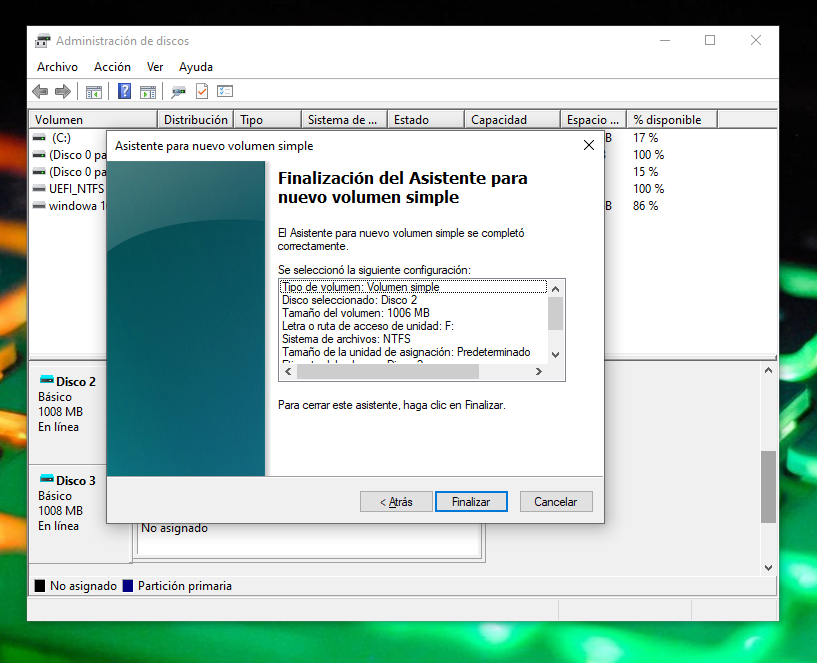 Administración de discos
Archivo Acción Ver Ayuda
Volumen Distribución Tipo Sistema de ... Estado Capacidad Espacio ... % disponible
(C:) B 17 %
(Disco 0 pa 100 %
(Disco 0 pa 15 %
UEFI_NTFS 100 %
windowa 10 B 86 %
Asistente para nuevo volumen simple
Finalización del Asistente para
nuevo volumen simple
El Asistente para nuevo volumen simple se completó
correctamente.
Se seleccionó la siguiente configuración:
Tipo de volumen: Volumen simple
Disco seleccionado: Disco 2
Tamaño del volumen: 1006 MB
Letra o ruta de acceso de unidad: F:
Sistema de archivos: NTFS
Tamaño de la unidad de asignación: Predeterminado
Para cerrar este asistente, haga clic en Finalizar.
< Atrás Finalizar Cancelar
Disco 2
Básico
1008 MB
En línea
Disco 3
Básico
1008 MB
En línea
No asignado
No asignado Partición primaria